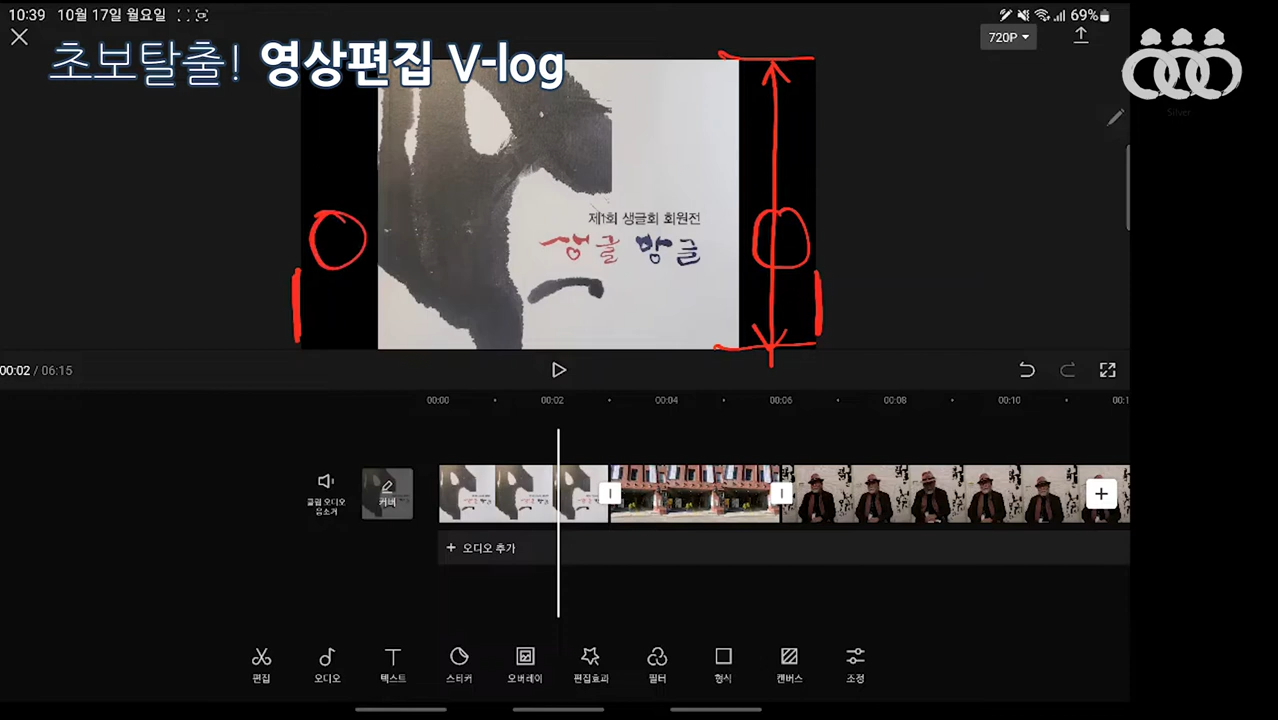 10:39 10월 17일 월요일
69%
초보탈출! 영상편집 V-log
720P
Silver
제1회 생글회 회원전
생글 방글
00:02 / 06:15
00:00 00:02 00:04 00:06 00:08 00:10 00:1
클립 오디오
음소거
커버
+ 오디오 추가
편집 오디오 텍스트 스티커 오버레이 편집효과 필터 형식 캔버스 조정